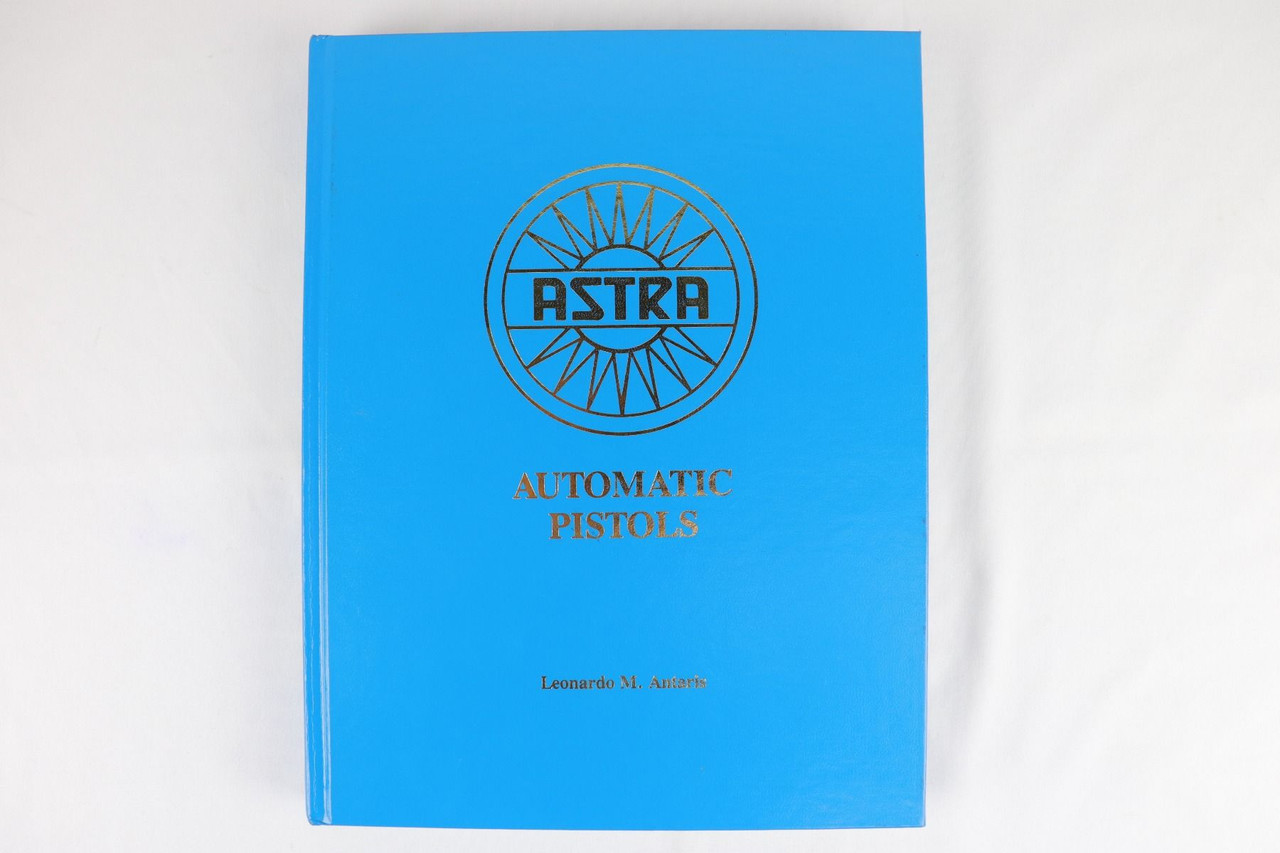 ASTRA
AUTOMATIC
PISTOLS
Leonardo M. Antaris